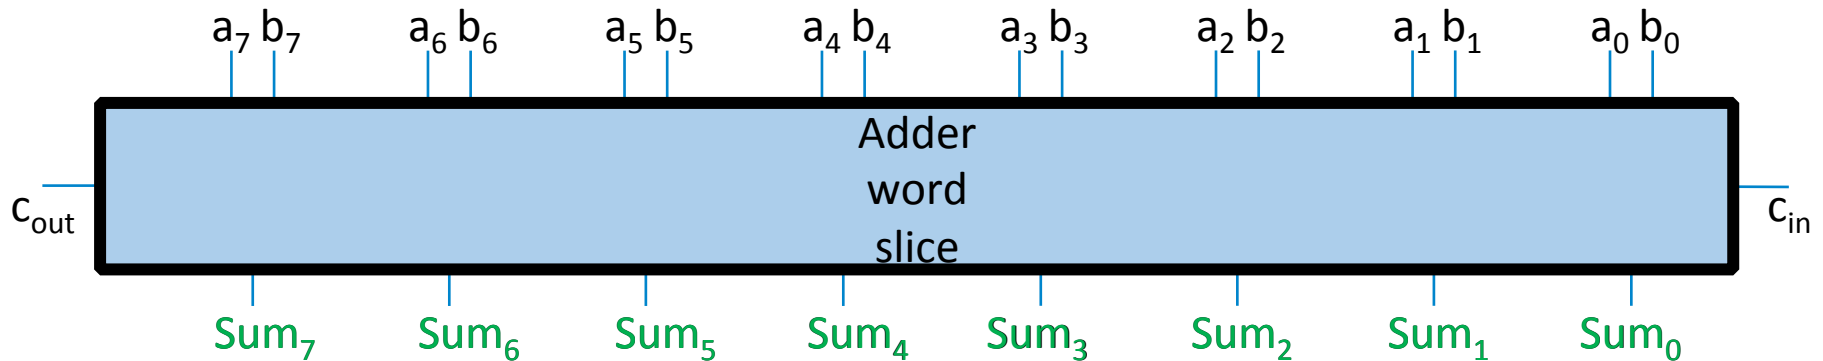 a₇ b₇ a₆ b₆ a₅ b₅ a₄ b₄ a₃ b₃ a₂ b₂ a₁ b₁ a₀ b₀
Adder
word
slice
cₒᵤₜ
cᵢₙ
Sum₇ Sum₆ Sum₅ Sum₄ Sum₃ Sum₂ Sum₁ Sum₀